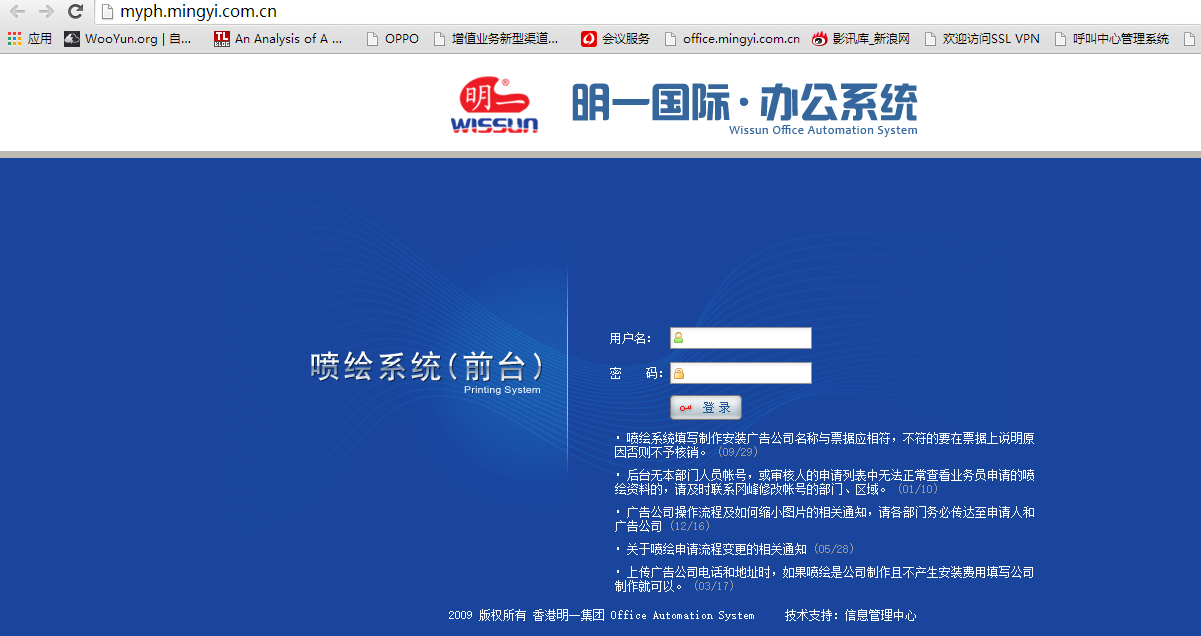 myph.mingyi.com.cn
应用 WooYun.org | 自... TL BLOG An Analysis of A ... OPPO 增值业务新型渠道... 会议服务 office.mingyi.com.cn 影讯库_新浪网 欢迎访问SSL VPN 呼叫中心管理系统
明一 WISSUN
明一国际·办公系统
Wissun Office Automation System
用户名：
喷绘系统(前台)
Printing System
密 码：
登 录
· 喷绘系统填写制作安装广告公司名称与票据应相符，不符的要在票据上说明原
因否则不予核销。 (09/29)
· 后台无本部门人员帐号，或审核人的申请列表中无法正常查看业务员申请的喷
绘资料的，请及时联系冈峰修改帐号的部门、区域。 (01/10)
· 广告公司操作流程及如何缩小图片的相关通知，请各部门务必传达至申请人和
广告公司 (12/16)
· 关于喷绘申请流程变更的相关通知 (05/28)
· 上传广告公司电话和地址时，如果喷绘是公司制作且不产生安装费用填写公司
制作就可以。 (03/17)
2009 版权所有 香港明一集团 Office Automation System 技术支持：信息管理中心